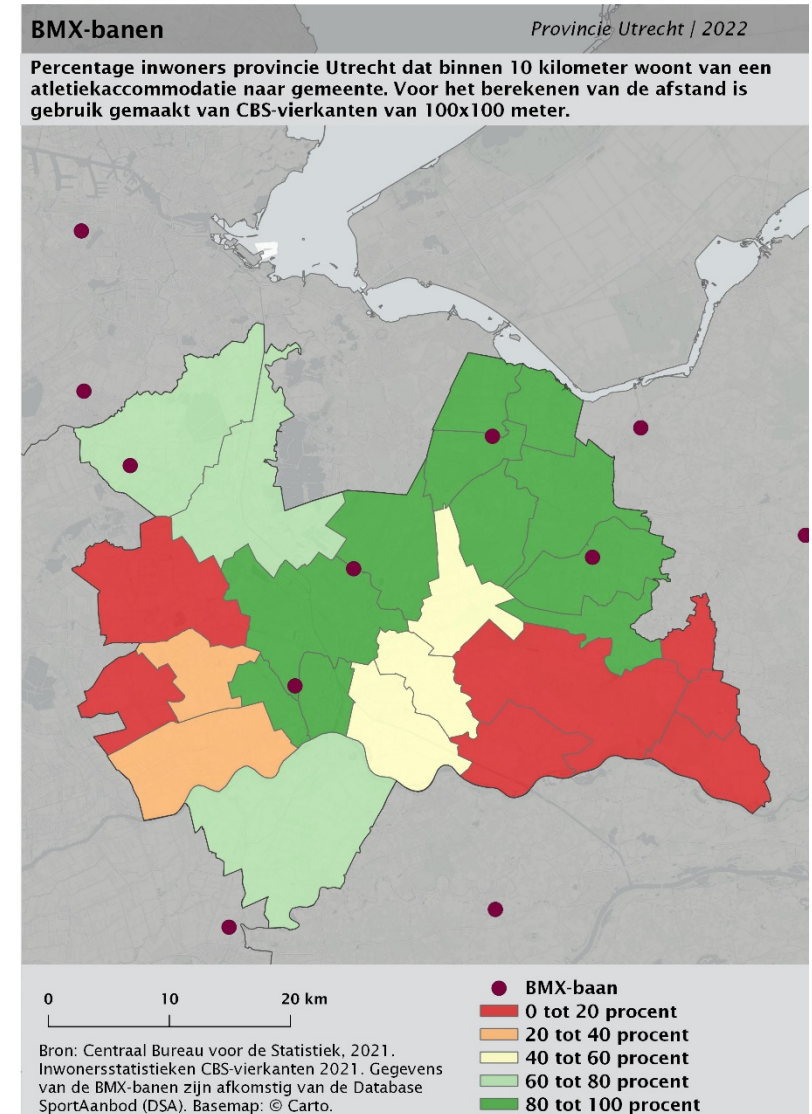 BMX-banen
Provincie Utrecht | 2022
Percentage inwoners provincie Utrecht dat binnen 10 kilometer woont van een
atletiekaccommodatie naar gemeente. Voor het berekenen van de afstand is
gebruik gemaakt van CBS-vierkanten van 100x100 meter.
0 10 20 km
Bron: Centraal Bureau voor de Statistiek, 2021.
Inwonersstatistieken CBS-vierkanten 2021. Gegevens
van de BMX-banen zijn afkomstig van de Database
SportAanbod (DSA). Basemap: © Carto.
BMX-baan
0 tot 20 procent
20 tot 40 procent
40 tot 60 procent
60 tot 80 procent
80 tot 100 procent